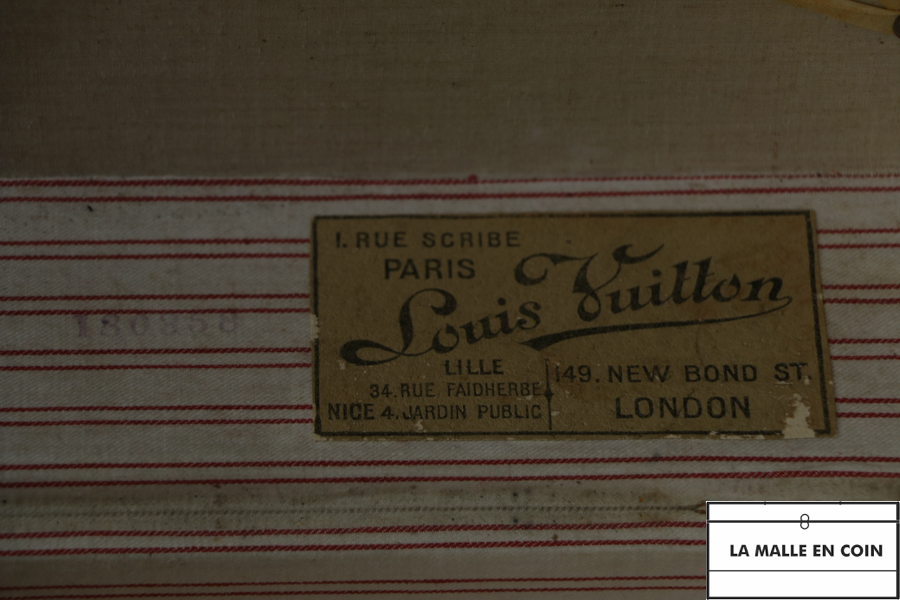 1. RUE SCRIBE
PARIS
Louis Vuitton
LILLE
34. RUE FAIDHERBE
NICE 4. JARDIN PUBLIC
149. NEW BOND ST.
LONDON
LA MALLE EN COIN